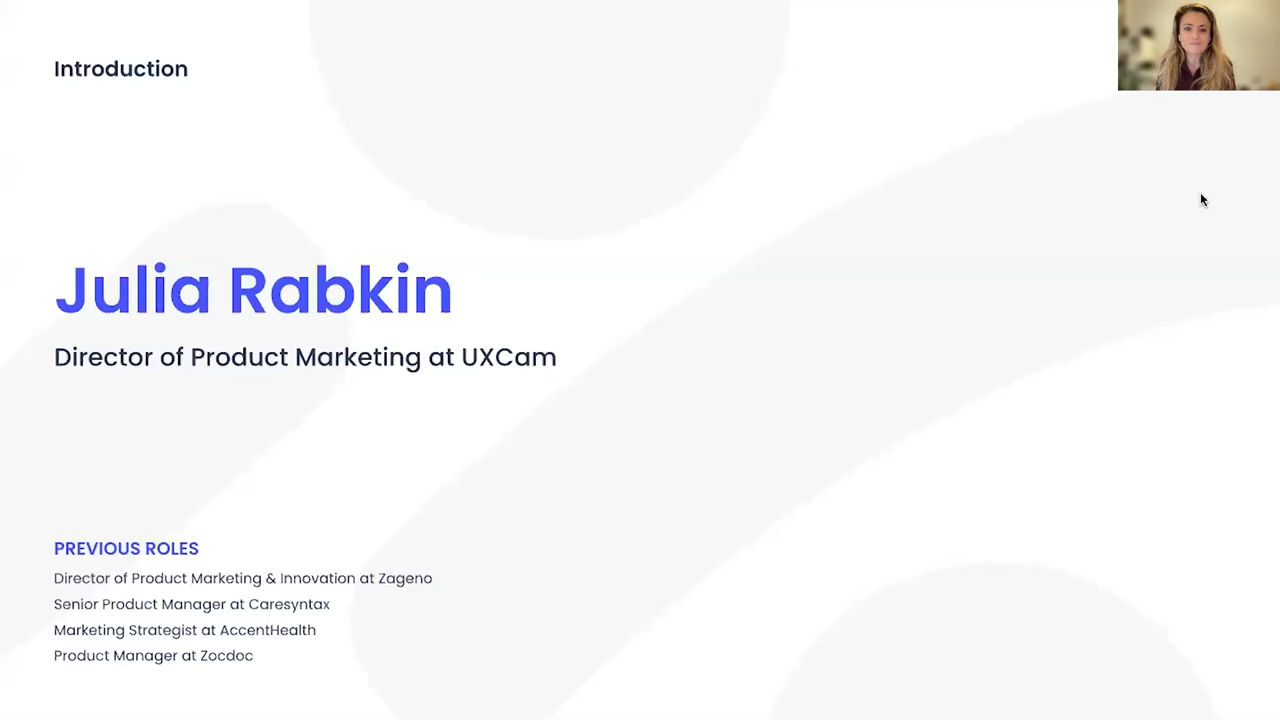 Introduction
Julia Rabkin
Director of Product Marketing at UXCam
PREVIOUS ROLES
Director of Product Marketing & Innovation at Zageno
Senior Product Manager at Caresyntax
Marketing Strategist at AccentHealth
Product Manager at Zocdoc